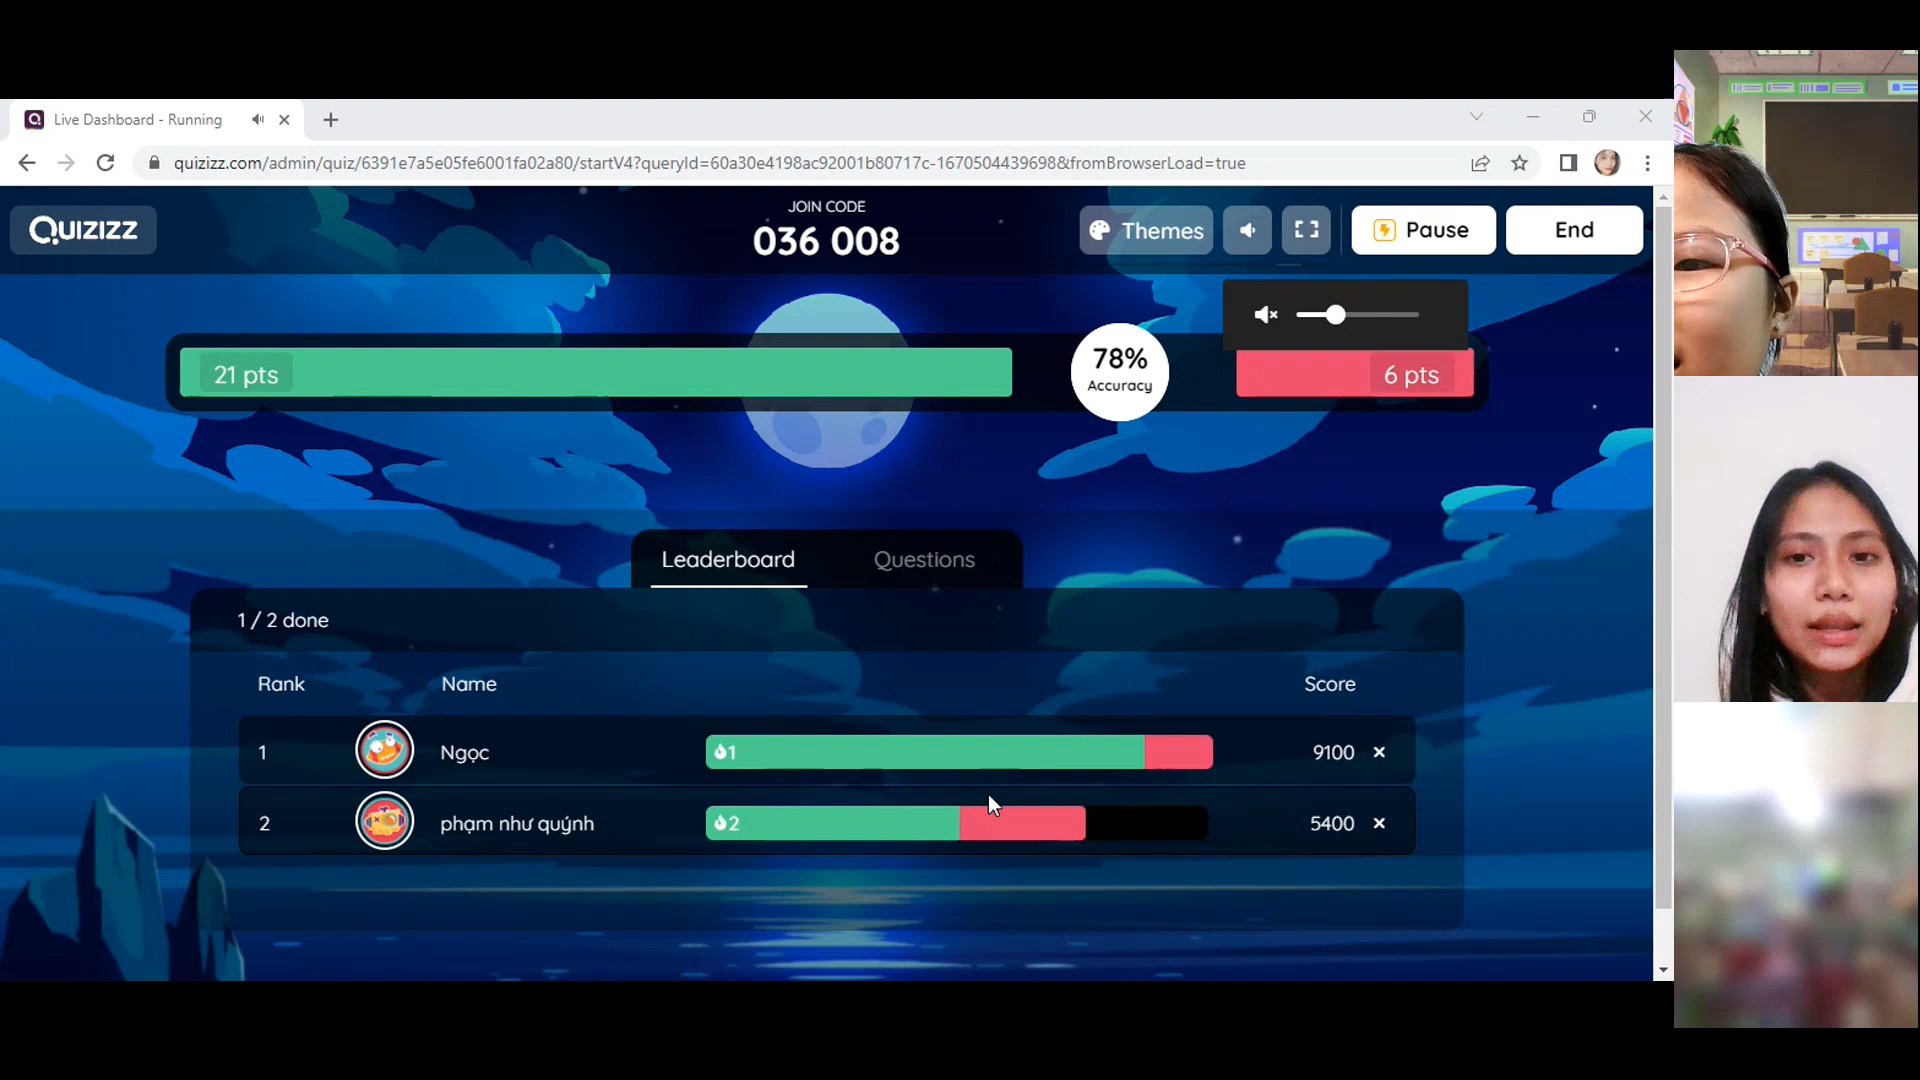 Live Dashboard - Running
quizizz.com/admin/quiz/6391e7a5e05fe6001fa02a80/startV4?queryId=60a30e4198ac92001b80717c-1670504439698&fromBrowserLoad=true
QUIZIZZ
JOIN CODE
036 008
Themes
Pause
End
21 pts
78%
Accuracy
6 pts
Leaderboard
Questions
1 / 2 done
Rank Name Score
1 Ngọc 1 9100
2 phạm như quỳnh 2 5400